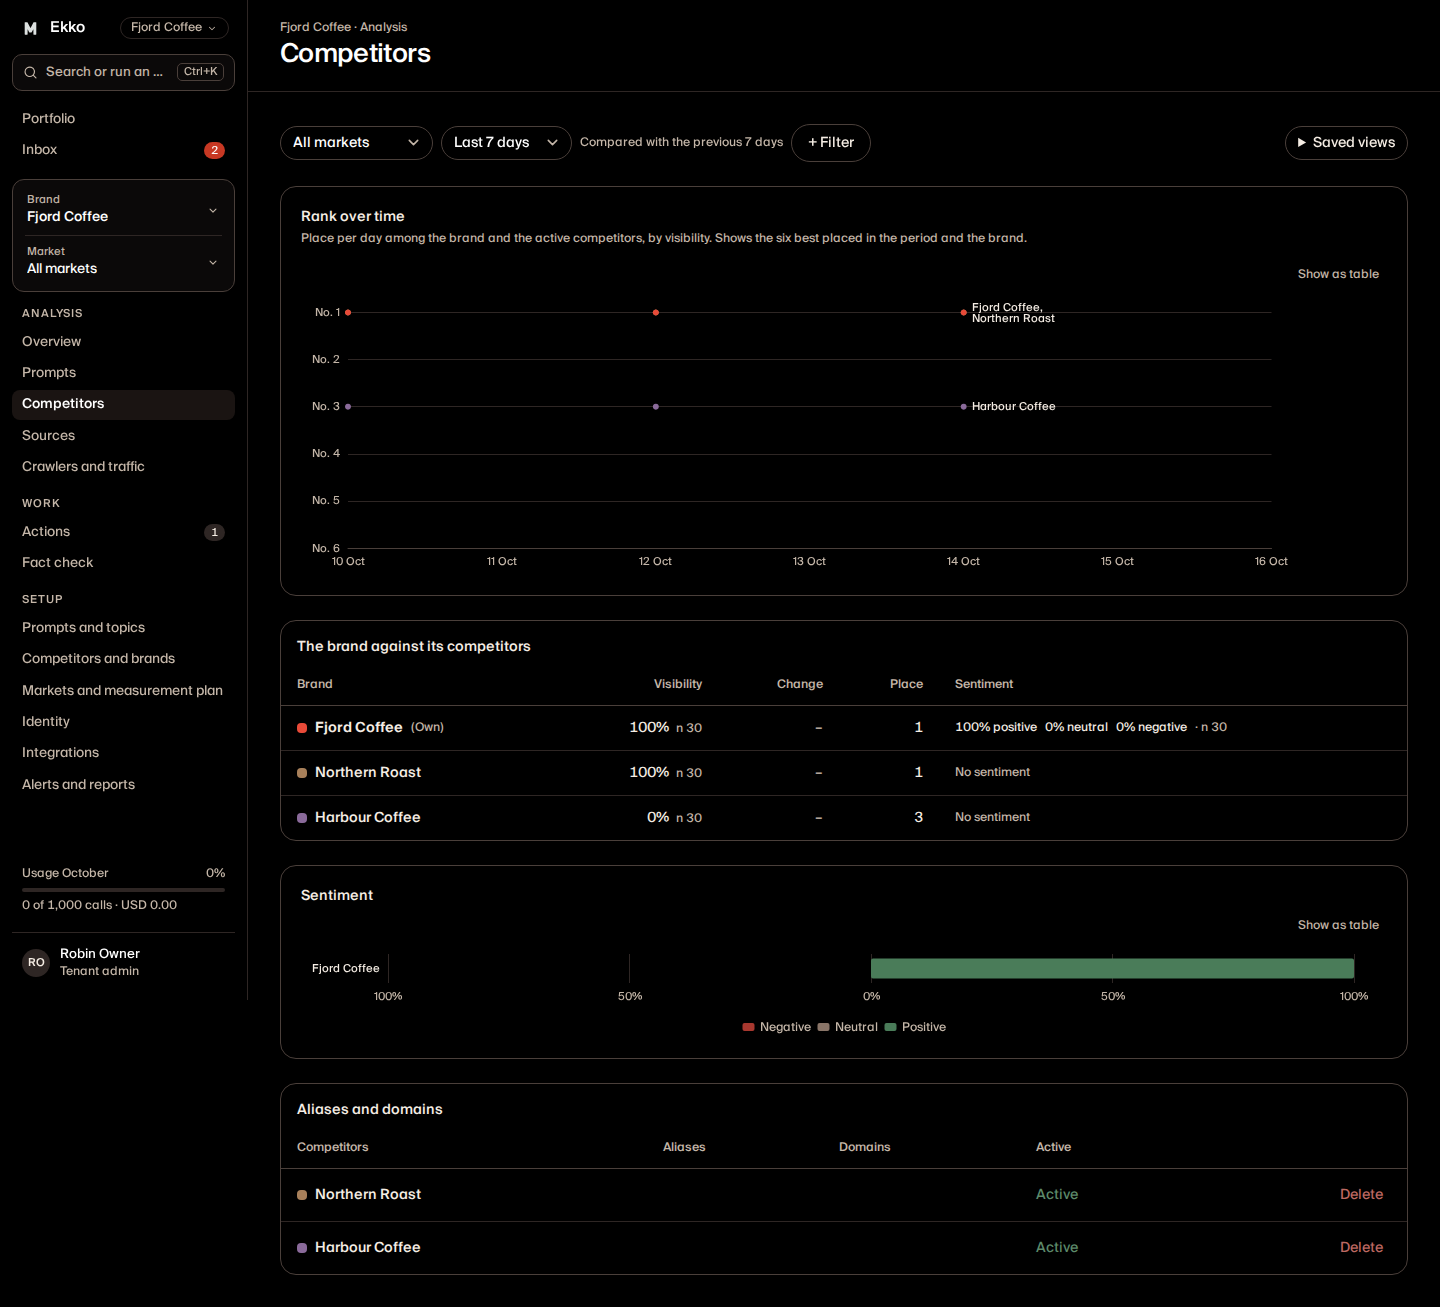 Ekko
Fjord Coffee
Search or run an ...
Ctrl+K
Portfolio
Inbox
2
Brand
Fjord Coffee
Market
All markets
ANALYSIS
Overview
Prompts
Competitors
Sources
Crawlers and traffic
WORK
Actions
1
Fact check
SETUP
Prompts and topics
Competitors and brands
Markets and measurement plan
Identity
Integrations
Alerts and reports
Usage October
0%
0 of 1,000 calls · USD 0.00
RO
Robin Owner
Tenant admin
Fjord Coffee · Analysis
Competitors
All markets
Last 7 days
Compared with the previous 7 days
+ Filter
Saved views
Rank over time
Place per day among the brand and the active competitors, by visibility. Shows the six best placed in the period and the brand.
Show as table
No. 1
Fjord Coffee,
Northern Roast
No. 2
No. 3
Harbour Coffee
No. 4
No. 5
No. 6
10 Oct
11 Oct
12 Oct
13 Oct
14 Oct
15 Oct
16 Oct
The brand against its competitors
Brand Visibility Change Place Sentiment
Fjord Coffee (Own) 100% n 30 – 1 100% positive 0% neutral 0% negative · n 30
Northern Roast 100% n 30 – 1 No sentiment
Harbour Coffee 0% n 30 – 3 No sentiment
Sentiment
Show as table
Fjord Coffee
100% 50% 0% 50% 100%
Negative Neutral Positive
Aliases and domains
Competitors Aliases Domains Active
Northern Roast Active Delete
Harbour Coffee Active Delete